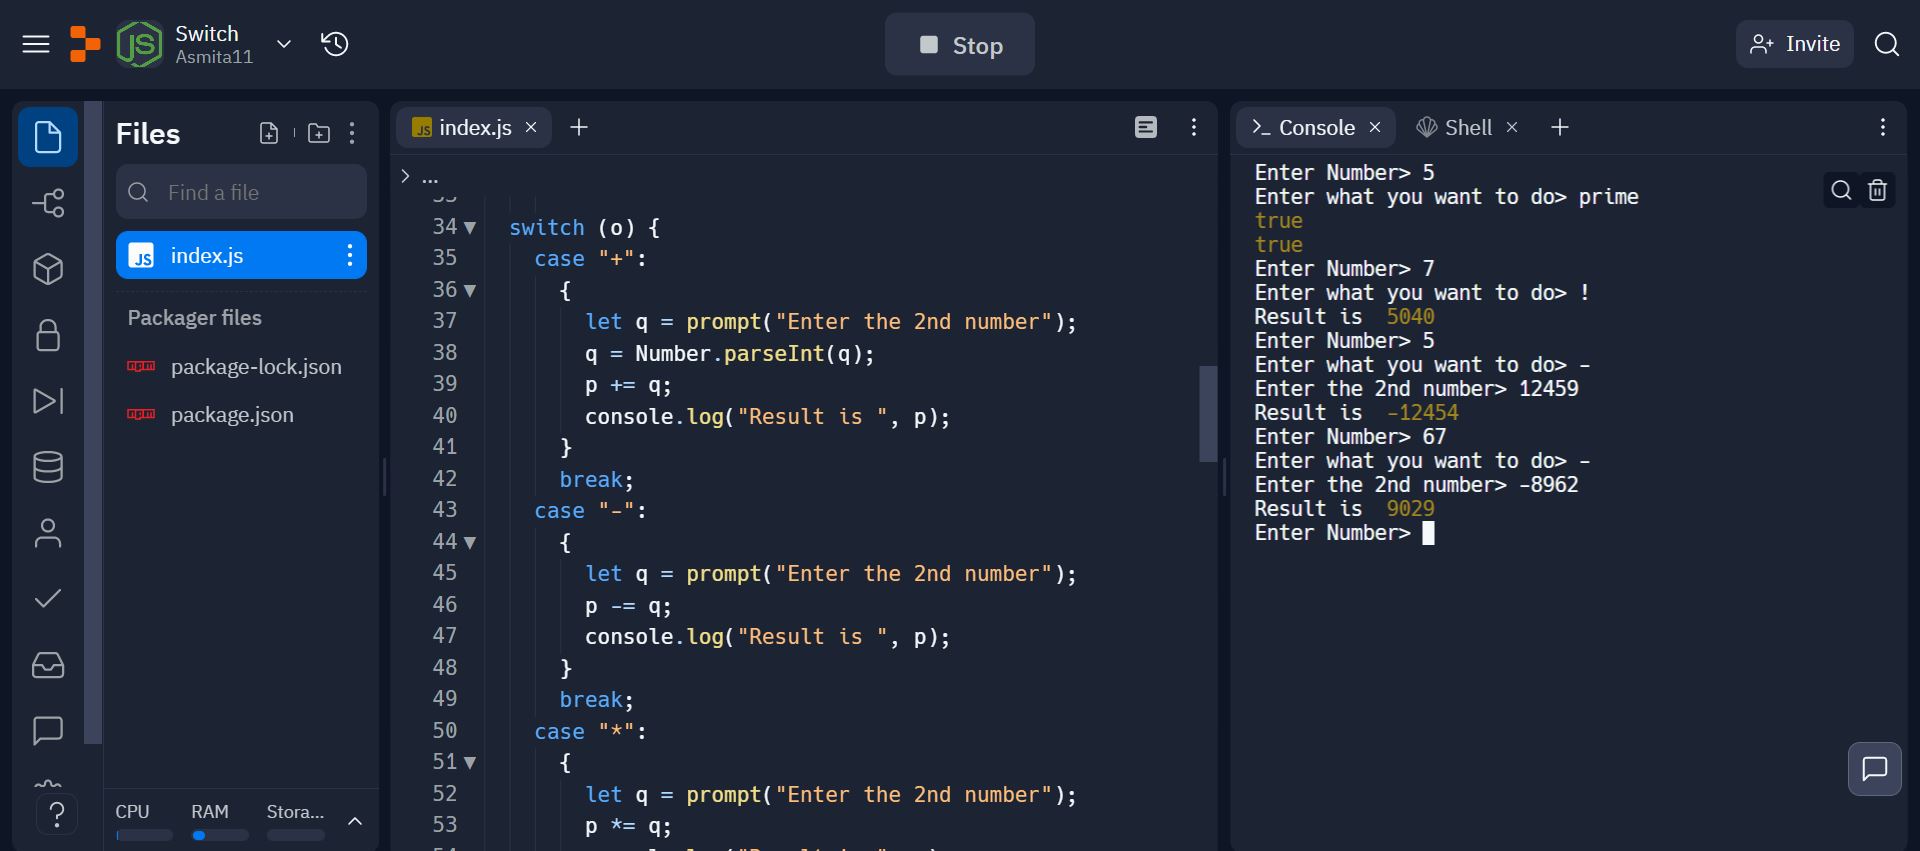 Switch
Asmita11
Stop
Invite
Files
Find a file
JS index.js
Packager files
package-lock.json
package.json
CPU RAM Stora...
JS index.js
> ...
33
34 switch (o) {
35 case "+":
36 {
37 let q = prompt("Enter the 2nd number");
38 q = Number.parseInt(q);
39 p += q;
40 console.log("Result is ", p);
41 }
42 break;
43 case "-":
44 {
45 let q = prompt("Enter the 2nd number");
46 p -= q;
47 console.log("Result is ", p);
48 }
49 break;
50 case "*":
51 {
52 let q = prompt("Enter the 2nd number");
53 p *= q;
Console
Shell
Enter Number> 5
Enter what you want to do> prime
true
true
Enter Number> 7
Enter what you want to do> !
Result is  5040
Enter Number> 5
Enter what you want to do> -
Enter the 2nd number> 12459
Result is  -12454
Enter Number> 67
Enter what you want to do> -
Enter the 2nd number> -8962
Result is  9029
Enter Number>